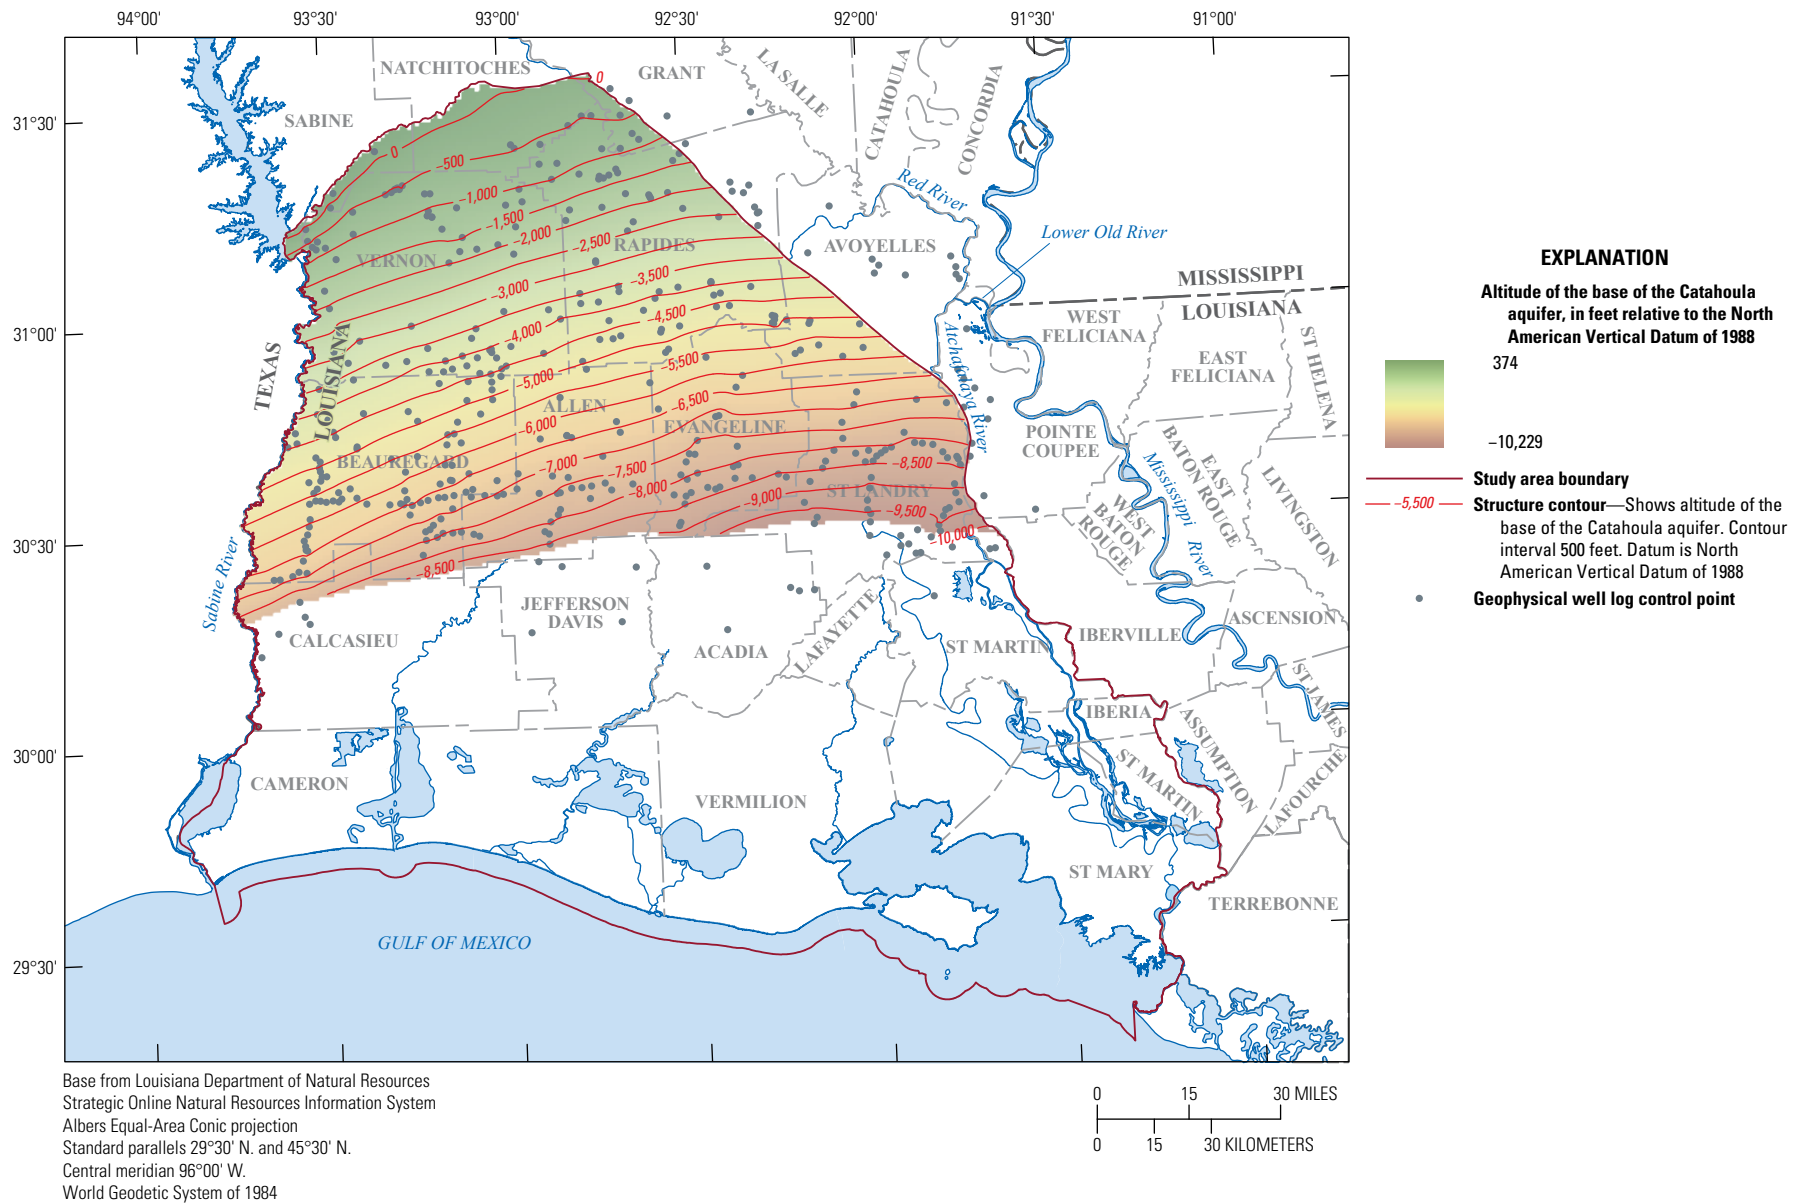 94°00'
93°30'
93°00'
92°30'
92°00'
91°30'
91°00'
31°30'
31°00'
30°30'
30°00'
29°30'
NATCHITOCHES
GRANT
LA SALLE
CATAHOULA
CONCORDIA
SABINE
0
0
−500
−1,000
−1,500
−2,000
−2,500
−3,000
−3,500
−4,000
−4,500
−5,000
−5,500
−6,000
−6,500
−7,000
−7,500
−8,000
−8,500
−8,500
−9,000
−9,500
−10,000
VERNON
RAPIDES
AVOYELLES
Red River
Lower Old River
MISSISSIPPI
LOUISIANA
WEST
FELICIANA
EAST
FELICIANA
ST HELENA
TEXAS
LOUISIANA
Atchafalaya River
ALLEN
EVANGELINE
BEAUREGARD
ST LANDRY
POINTE
COUPEE
Mississippi River
WEST
BATON
ROUGE
EAST
BATON ROUGE
LIVINGSTON
Sabine River
CALCASIEU
JEFFERSON
DAVIS
ACADIA
LAFAYETTE
ST MARTIN
IBERVILLE
ASCENSION
ST JAMES
IBERIA
ASSUMPTION
ST MARTIN
LAFOURCHE
CAMERON
VERMILION
ST MARY
TERREBONNE
GULF OF MEXICO
EXPLANATION
Altitude of the base of the Catahoula
aquifer, in feet relative to the North
American Vertical Datum of 1988
374
−10,229
Study area boundary
−5,500 Structure contour—Shows altitude of the
base of the Catahoula aquifer. Contour
interval 500 feet. Datum is North
American Vertical Datum of 1988
Geophysical well log control point
Base from Louisiana Department of Natural Resources
Strategic Online Natural Resources Information System
Albers Equal-Area Conic projection
Standard parallels 29°30' N. and 45°30' N.
Central meridian 96°00' W.
World Geodetic System of 1984
0 15 30 MILES
0 15 30 KILOMETERS